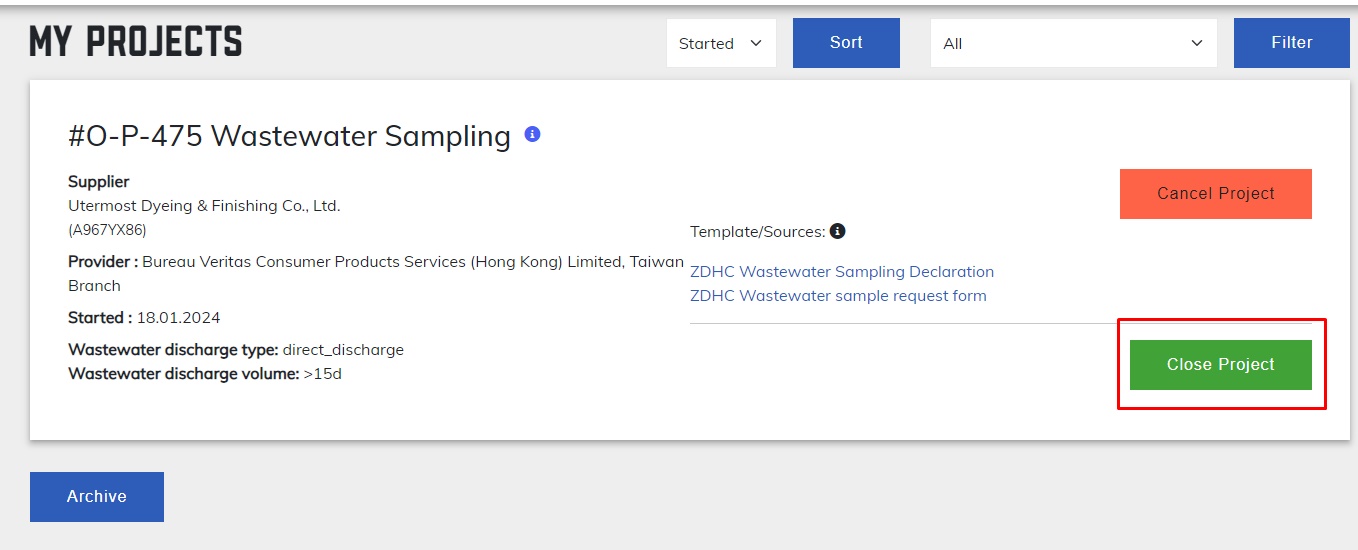 MY PROJECTS
Started
Sort
All
Filter
#O-P-475 Wastewater Sampling
Supplier
Utermost Dyeing & Finishing Co., Ltd.
(A967YX86)
Provider : Bureau Veritas Consumer Products Services (Hong Kong) Limited, Taiwan
Branch
Started : 18.01.2024
Wastewater discharge type: direct_discharge
Wastewater discharge volume: >15d
Cancel Project
Template/Sources:
ZDHC Wastewater Sampling Declaration
ZDHC Wastewater sample request form
Close Project
Archive